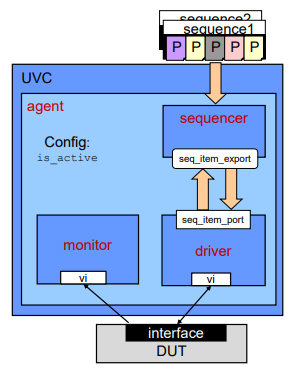 sequence2
sequence1
P P P P P
UVC
agent
sequencer
Config:
is_active
seq_item_export
seq_item_port
monitor
driver
vi
vi
interface
DUT